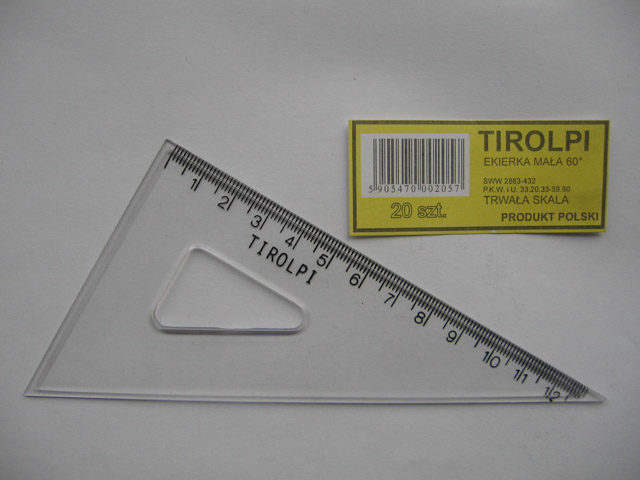 TIROLPI
EKIERKA MAŁA 60°
SWW 2863-432
P.K.W. i U. 33.20.33-59.90
TRWAŁA SKALA
PRODUKT POLSKI
5 905470 002057
20 szt.
1 2 3 4 5 6 7 8 9 10 11 12
TIROLPI